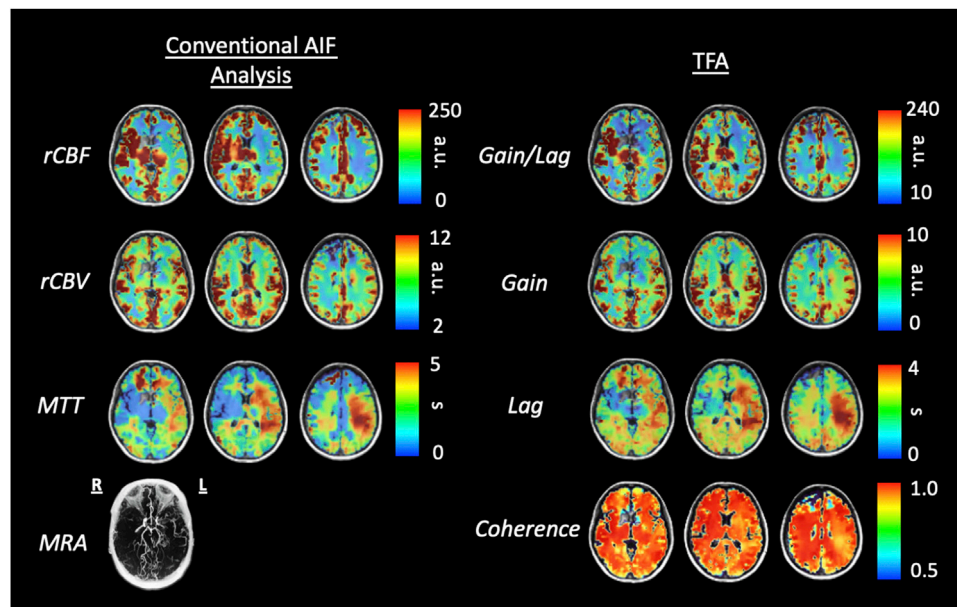 Conventional AIF
Analysis
TFA
rCBF
250
a.u.
0
Gain/Lag
240
a.u.
10
rCBV
12
a.u.
2
Gain
10
a.u.
0
MTT
5
s
0
Lag
4
s
0
R
L
MRA
Coherence
1.0
0.5